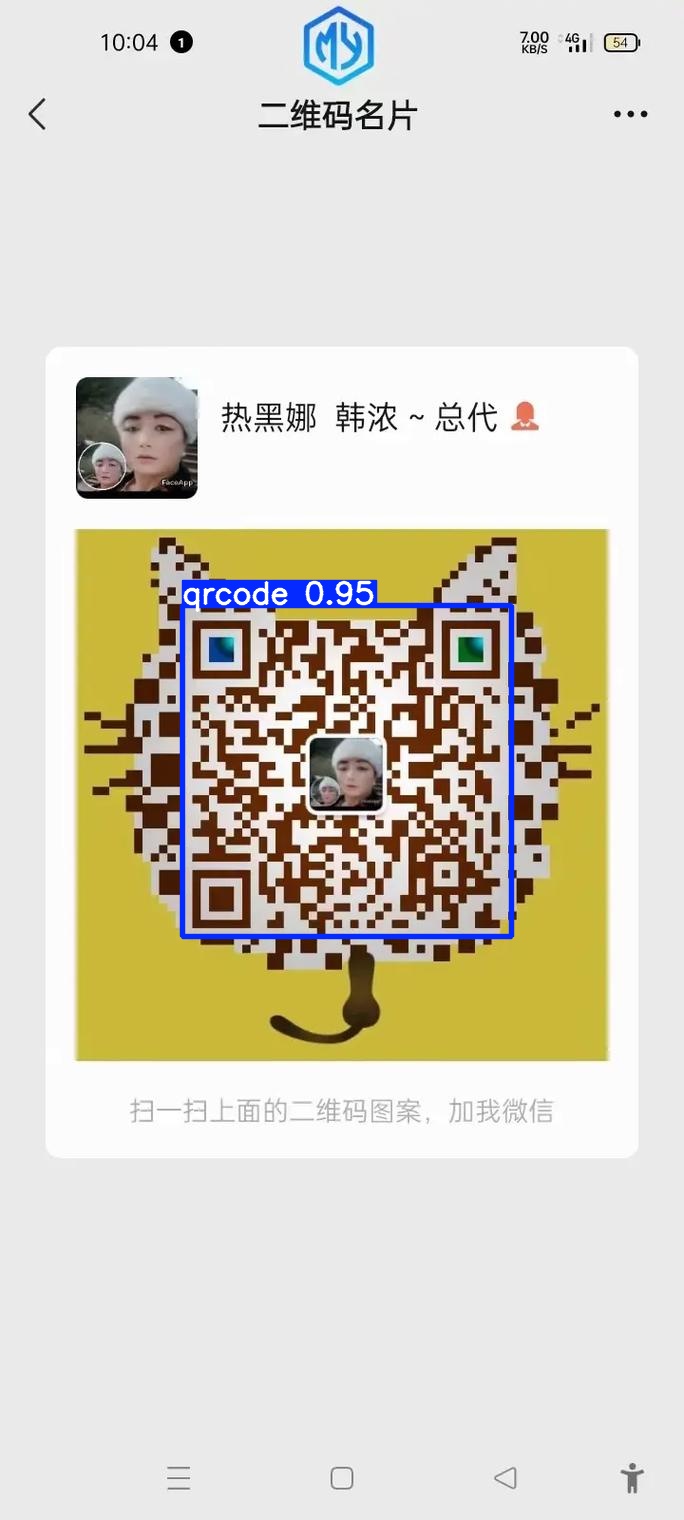 10:04 1
MY
7.00 KB/S 4G 54
二维码名片
热黑娜 韩浓~总代
FaceApp
qrcode 0.95
扫一扫上面的二维码图案，加我微信